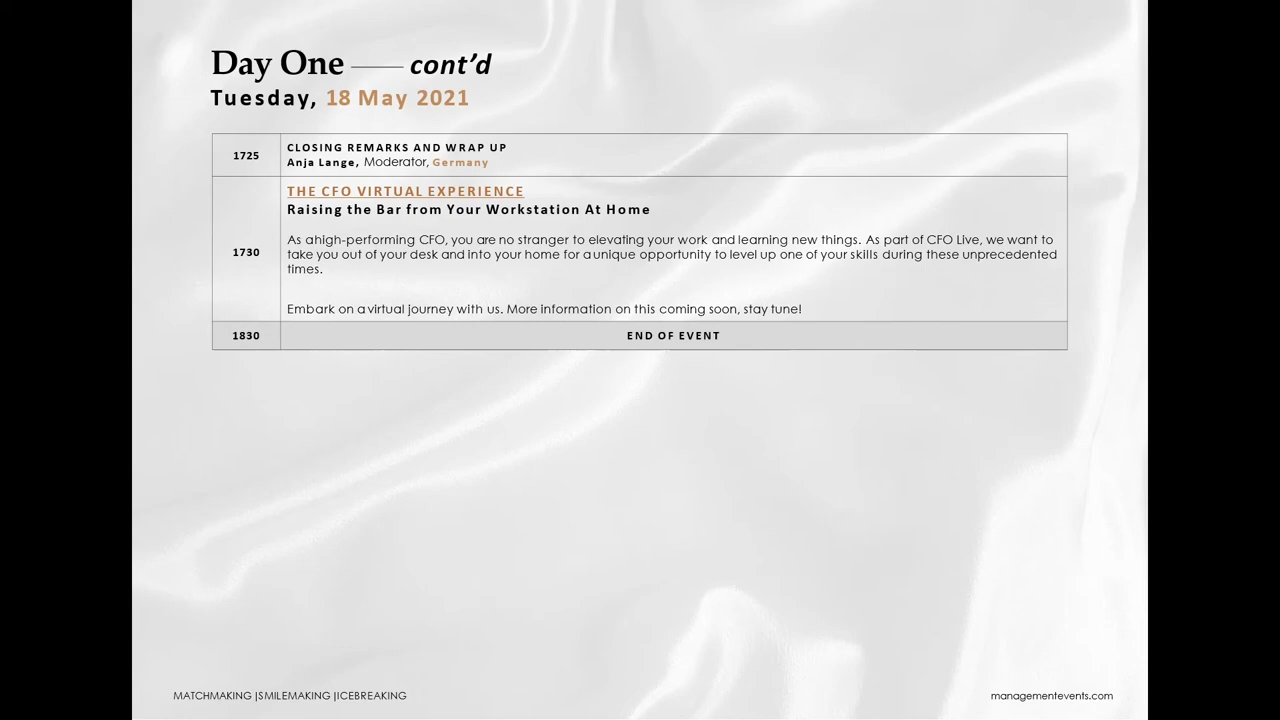 Day One —— cont’d
Tuesday, 18 May 2021
1725
CLOSING REMARKS AND WRAP UP
Anja Lange, Moderator, Germany
THE CFO VIRTUAL EXPERIENCE
Raising the Bar from Your Workstation At Home
1730
As a high-performing CFO, you are no stranger to elevating your work and learning new things. As part of CFO Live, we want to
take you out of your desk and into your home for a unique opportunity to level up one of your skills during these unprecedented
times.
Embark on a virtual journey with us. More information on this coming soon, stay tune!
1830
END OF EVENT
MATCHMAKING |SMILEMAKING |ICEBREAKING
managementevents.com